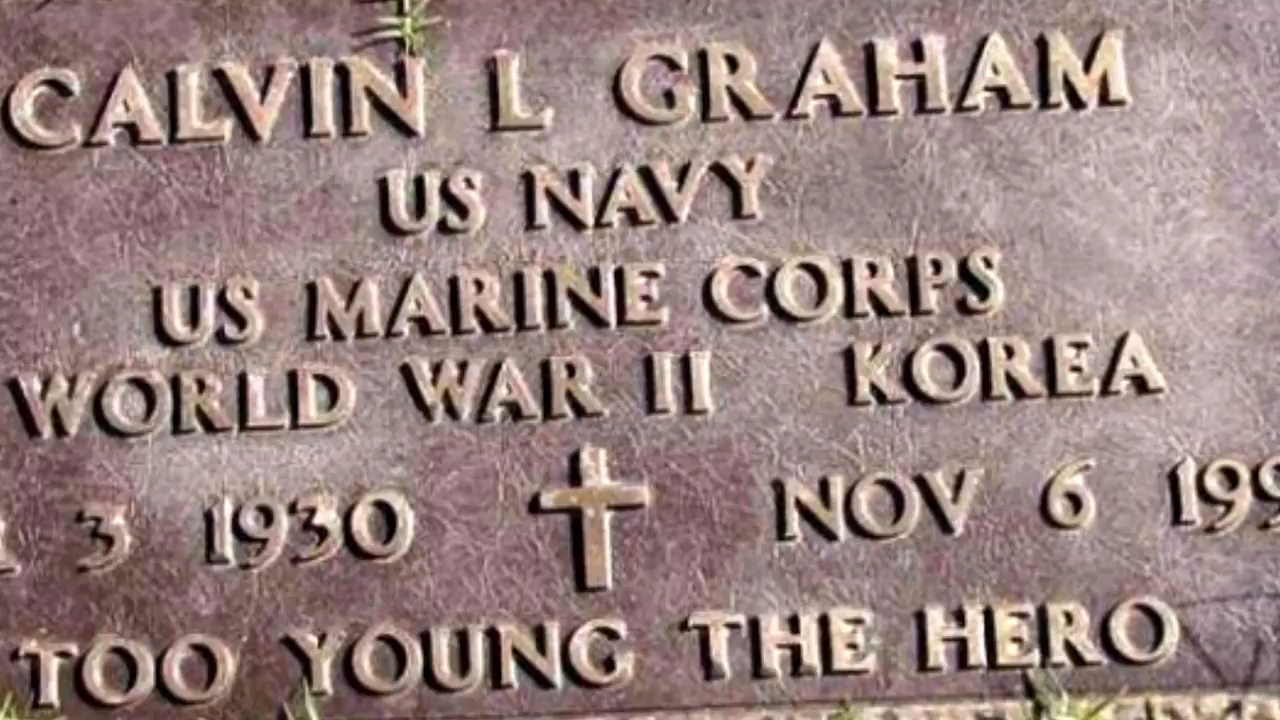 CALVIN L GRAHAM
US NAVY
US MARINE CORPS
WORLD WAR II KOREA
3 1930 NOV 6 199
TOO YOUNG THE HERO